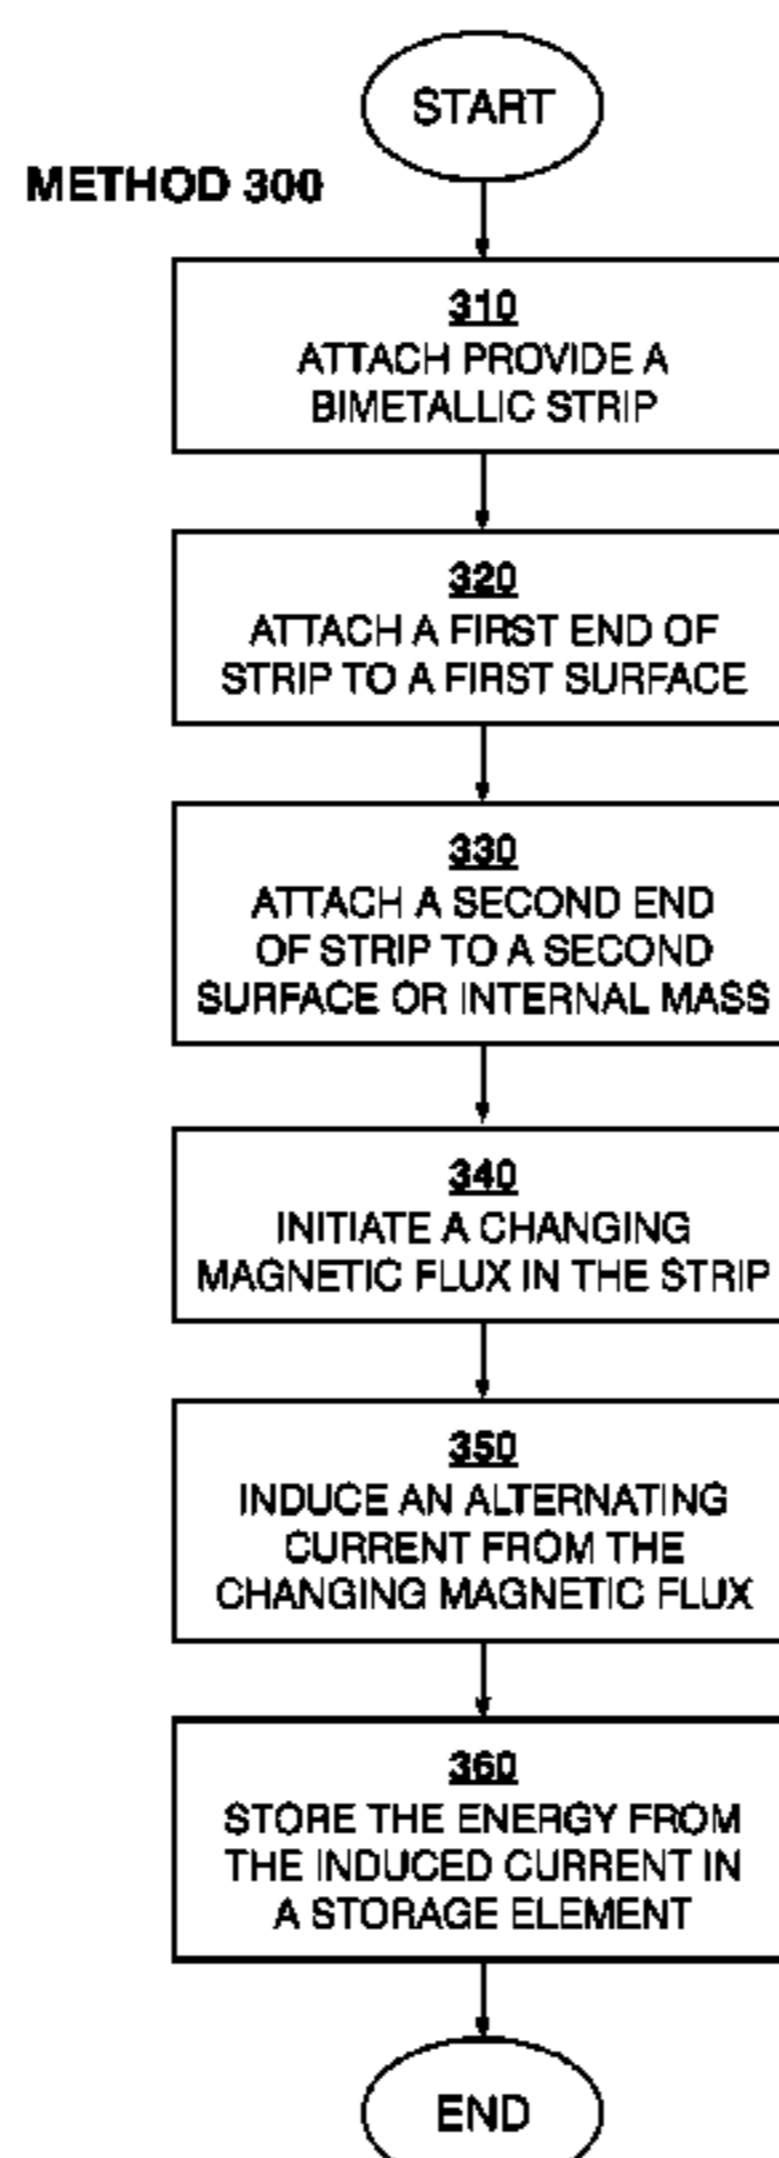 START
METHOD 300
310
ATTACH PROVIDE A
BIMETALLIC STRIP
320
ATTACH A FIRST END OF
STRIP TO A FIRST SURFACE
330
ATTACH A SECOND END
OF STRIP TO A SECOND
SURFACE OR INTERNAL MASS
340
INITIATE A CHANGING
MAGNETIC FLUX IN THE STRIP
350
INDUCE AN ALTERNATING
CURRENT FROM THE
CHANGING MAGNETIC FLUX
360
STORE THE ENERGY FROM
THE INDUCED CURRENT IN
A STORAGE ELEMENT
END